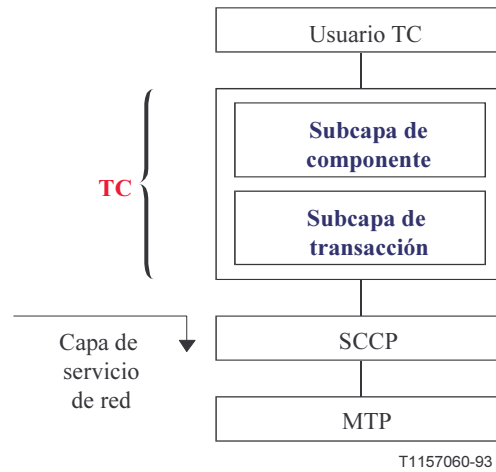 Usuario TC
Subcapa de
componente
TC
Subcapa de
transacción
Capa de
servicio
de red
SCCP
MTP
T1157060-93